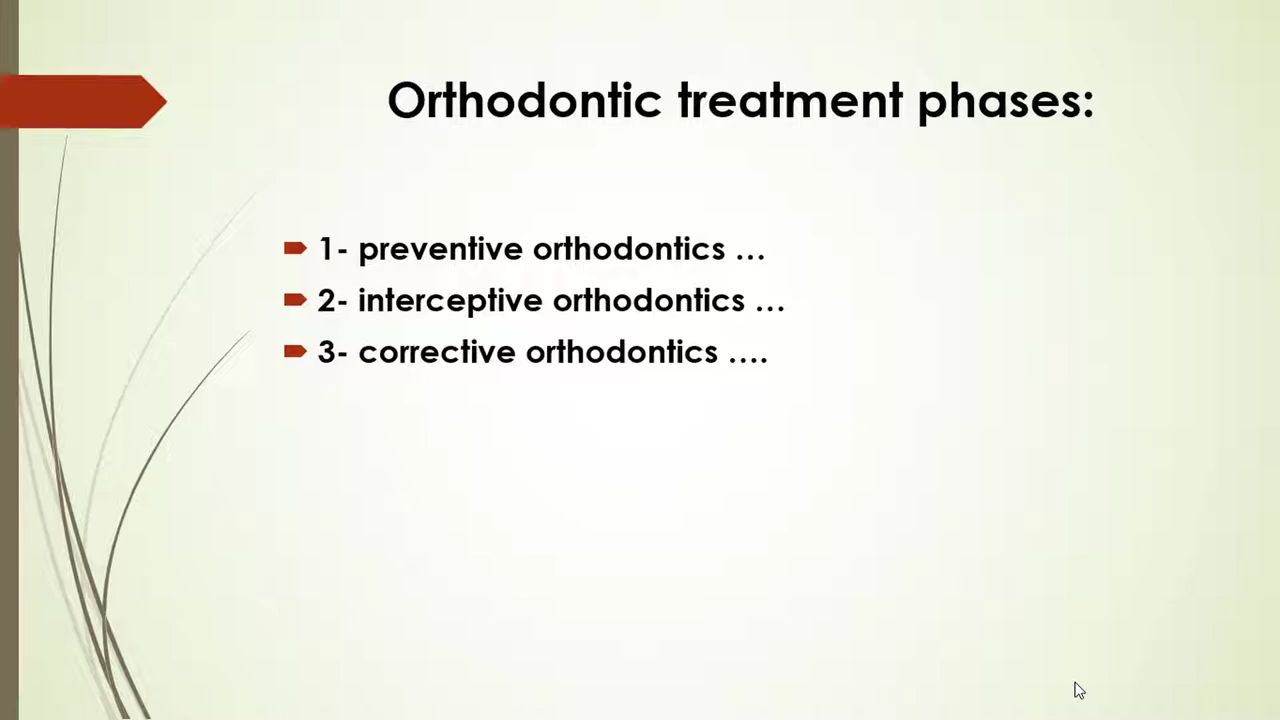 Orthodontic treatment phases:
1- preventive orthodontics …
2- interceptive orthodontics …
3- corrective orthodontics ….